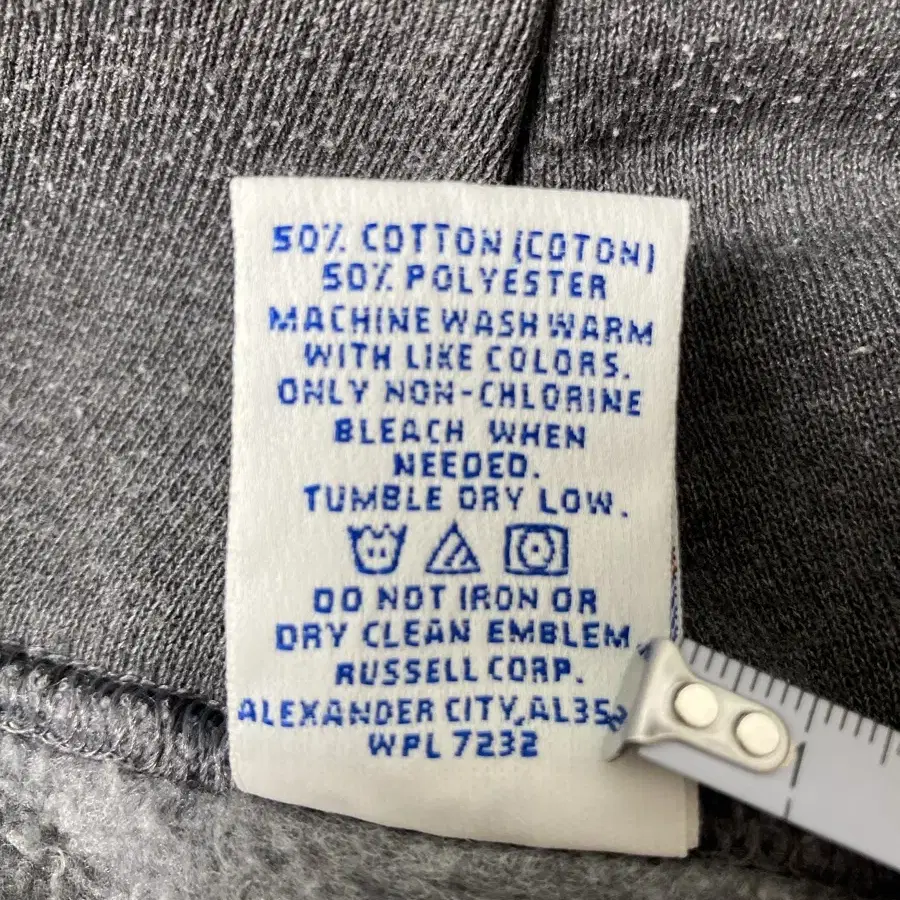 50% COTTON (COTON)
50% POLYESTER
MACHINE WASH WARM
WITH LIKE COLORS.
ONLY NON-CHLORINE
BLEACH WHEN
NEEDED.
TUMBLE DRY LOW.
DO NOT IRON OR
DRY CLEAN EMBLEM.
RUSSELL CORP.
ALEXANDER CITY,
WPL 7232